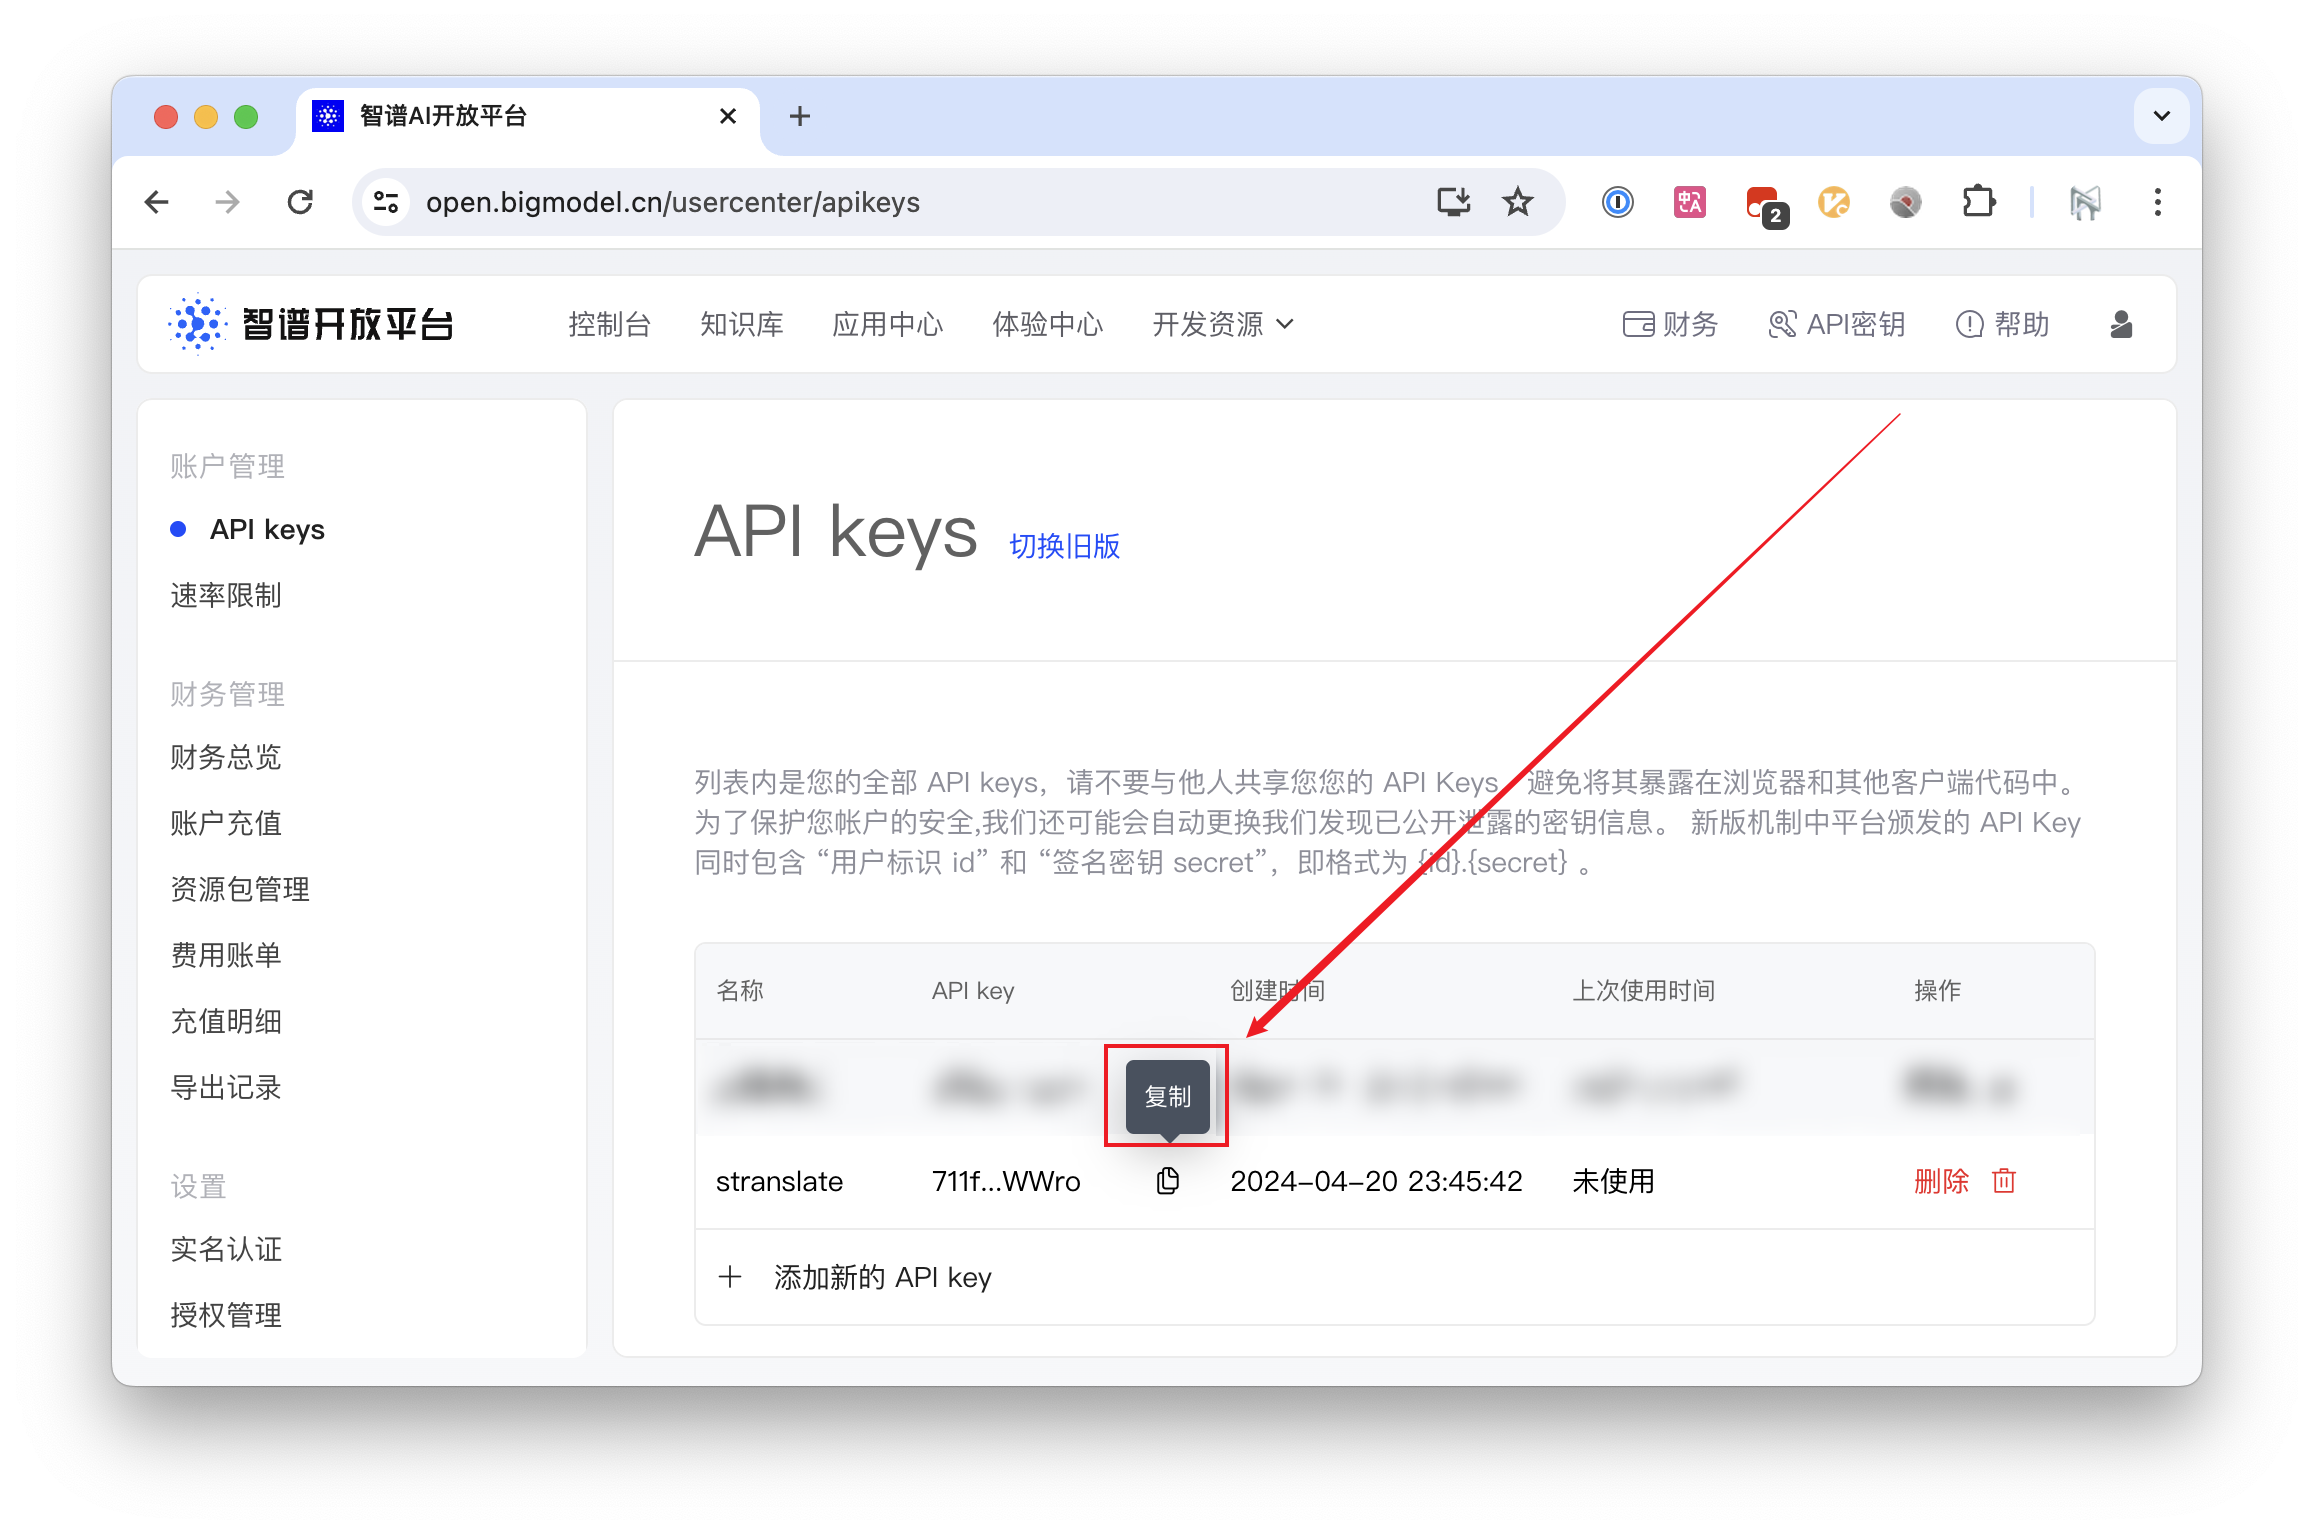 智谱AI开放平台
open.bigmodel.cn/usercenter/apikeys
2
智谱开放平台
控制台 知识库 应用中心 体验中心 开发资源
财务 API密钥 帮助
账户管理
API keys
速率限制
财务管理
财务总览
账户充值
资源包管理
费用账单
充值明细
导出记录
设置
实名认证
授权管理
API keys 切换旧版
列表内是您的全部 API keys，请不要与他人共享您您的 API Keys，避免将其暴露在浏览器和其他客户端代码中。
为了保护您帐户的安全,我们还可能会自动更换我们发现已公开泄露的密钥信息。 新版机制中平台颁发的 API Key
同时包含 “用户标识 id” 和 “签名密钥 secret”，即格式为 {id}.{secret} 。
名称 API key 创建时间 上次使用时间 操作
复制
stranslate 711f...WWro 2024-04-20 23:45:42 未使用 删除
添加新的 API key